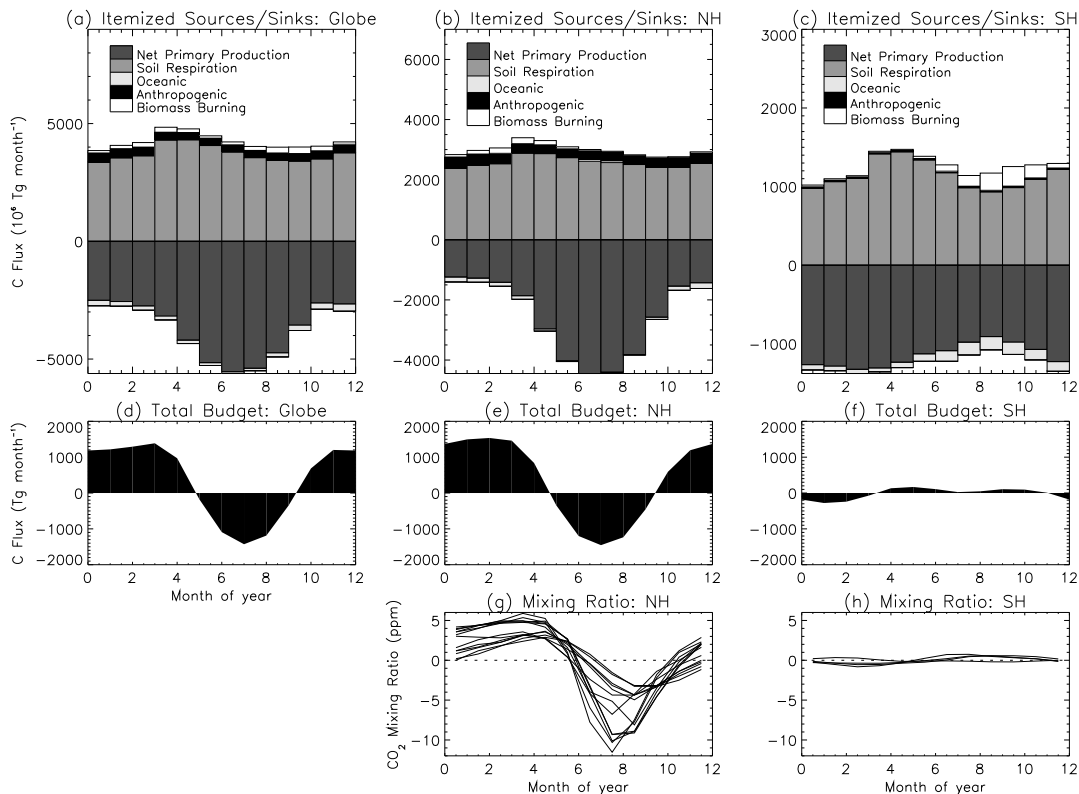 (a) Itemized Sources/Sinks: Globe
(b) Itemized Sources/Sinks: NH
(c) Itemized Sources/Sinks: SH
C Flux (10⁶ Tg month⁻¹)
Net Primary Production
Soil Respiration
Oceanic
Anthropogenic
Biomass Burning
5000
0
−5000
0 2 4 6 8 10 12
Net Primary Production
Soil Respiration
Oceanic
Anthropogenic
Biomass Burning
6000
4000
2000
0
−2000
−4000
0 2 4 6 8 10 12
Net Primary Production
Soil Respiration
Oceanic
Anthropogenic
Biomass Burning
3000
2000
1000
0
−1000
0 2 4 6 8 10 12
(d) Total Budget: Globe
C Flux (Tg month⁻¹)
2000
1000
0
−1000
−2000
0 2 4 6 8 10 12
Month of year
(e) Total Budget: NH
2000
1000
0
−1000
−2000
0 2 4 6 8 10 12
(f) Total Budget: SH
2000
1000
0
−1000
−2000
0 2 4 6 8 10 12
(g) Mixing Ratio: NH
CO₂ Mixing Ratio (ppm)
5
0
−5
−10
0 2 4 6 8 10 12
Month of year
(h) Mixing Ratio: SH
5
0
−5
−10
0 2 4 6 8 10 12
Month of year